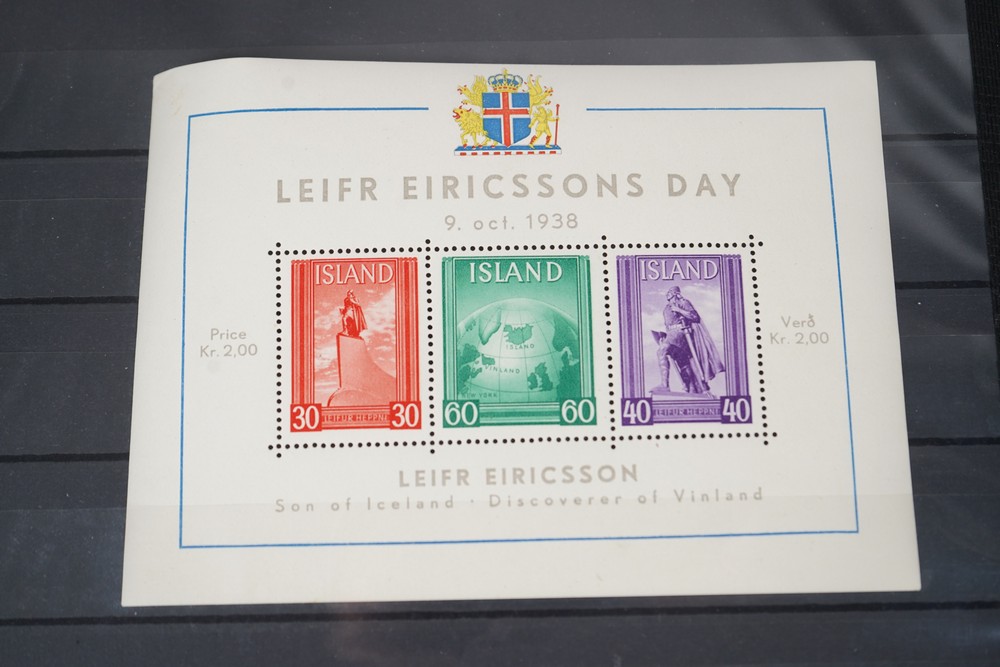 LEIFR EIRICSSONS DAY
9. oct. 1938
Price
Kr. 2,00
ISLAND
30 LEIFUR HEPPNI 30
ISLAND
ISLAND
VINLAND
NEW YORK
60 60
ISLAND
40 LEIFUR HEPPNI 40
Verð
Kr. 2,00
LEIFR EIRICSSON
Son of Iceland · Discoverer of Vinland